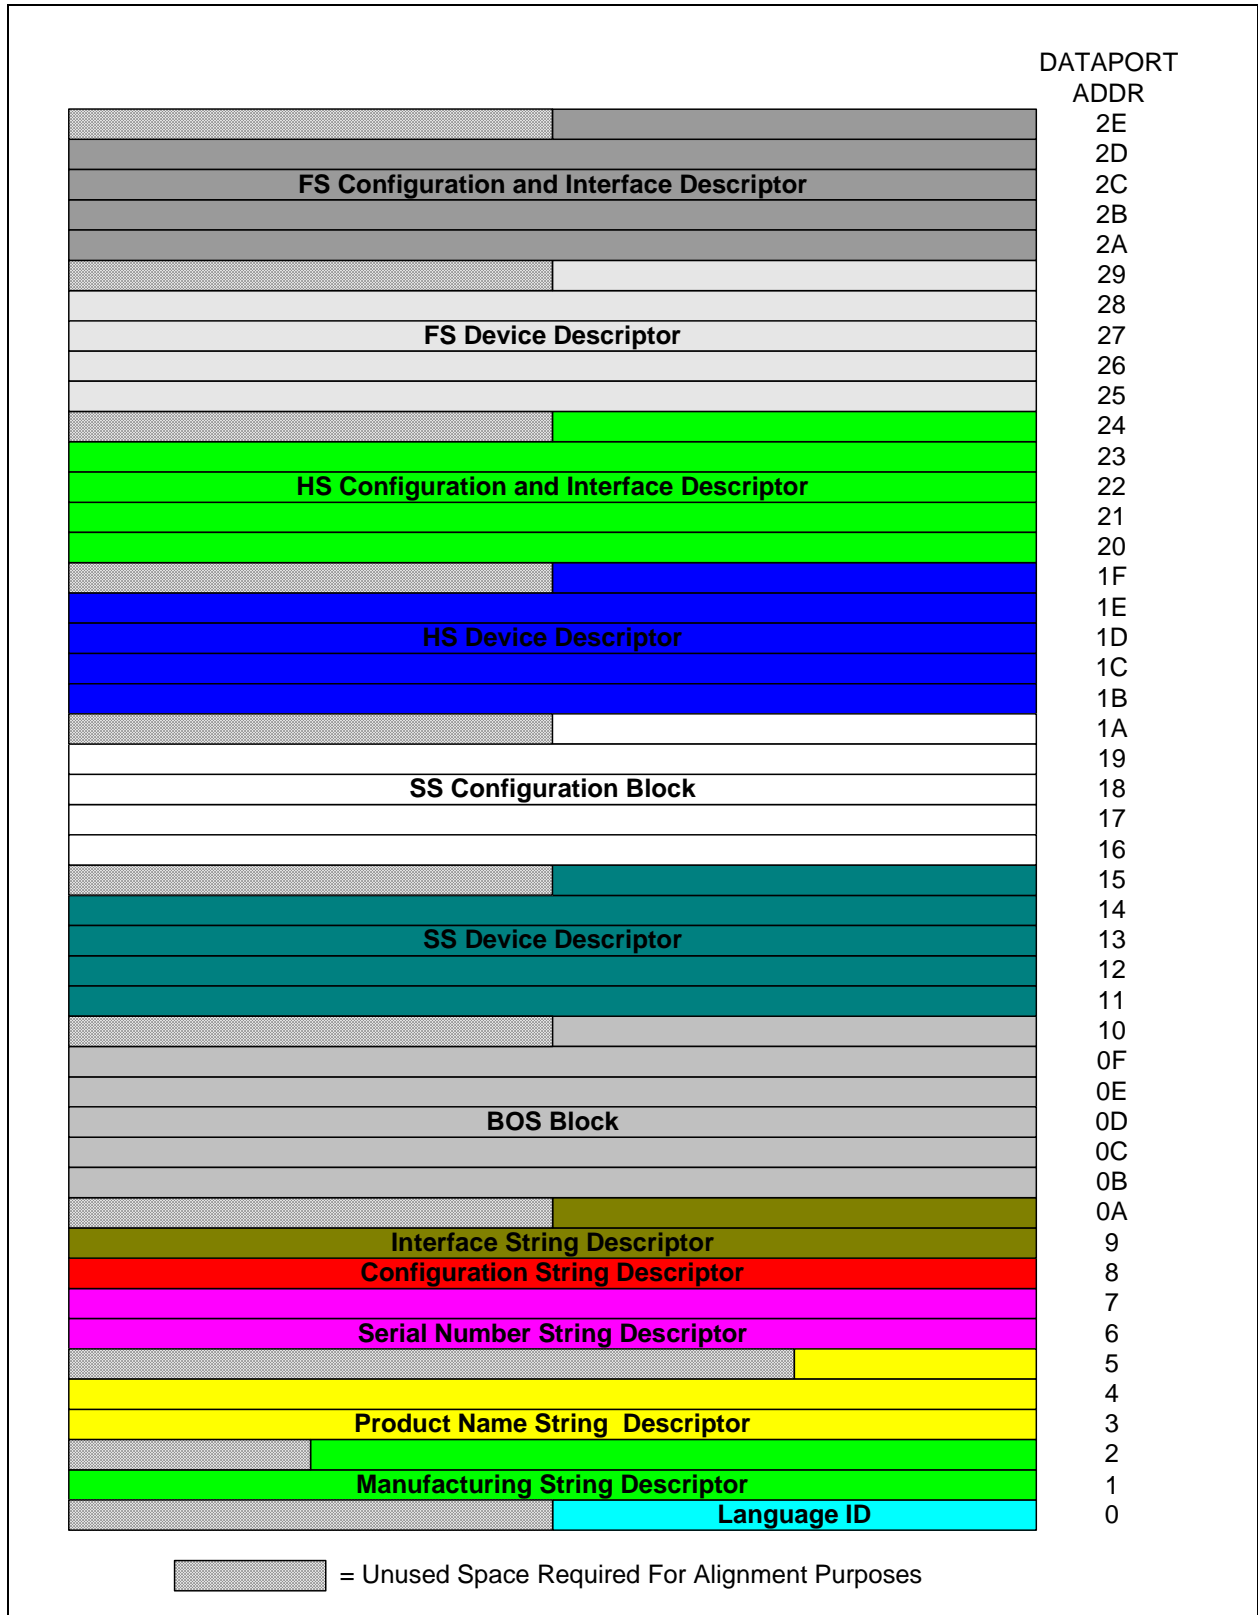 DATAPORT
ADDR
2E
2D
FS Configuration and Interface Descriptor 2C
2B
2A
29
28
FS Device Descriptor 27
26
25
24
23
HS Configuration and Interface Descriptor 22
21
20
1F
1E
HS Device Descriptor 1D
1C
1B
1A
19
SS Configuration Block 18
17
16
15
14
SS Device Descriptor 13
12
11
10
0F
0E
BOS Block 0D
0C
0B
0A
Interface String Descriptor 9
Configuration String Descriptor 8
7
Serial Number String Descriptor 6
5
4
Product Name String Descriptor 3
2
Manufacturing String Descriptor 1
Language ID 0
= Unused Space Required For Alignment Purposes